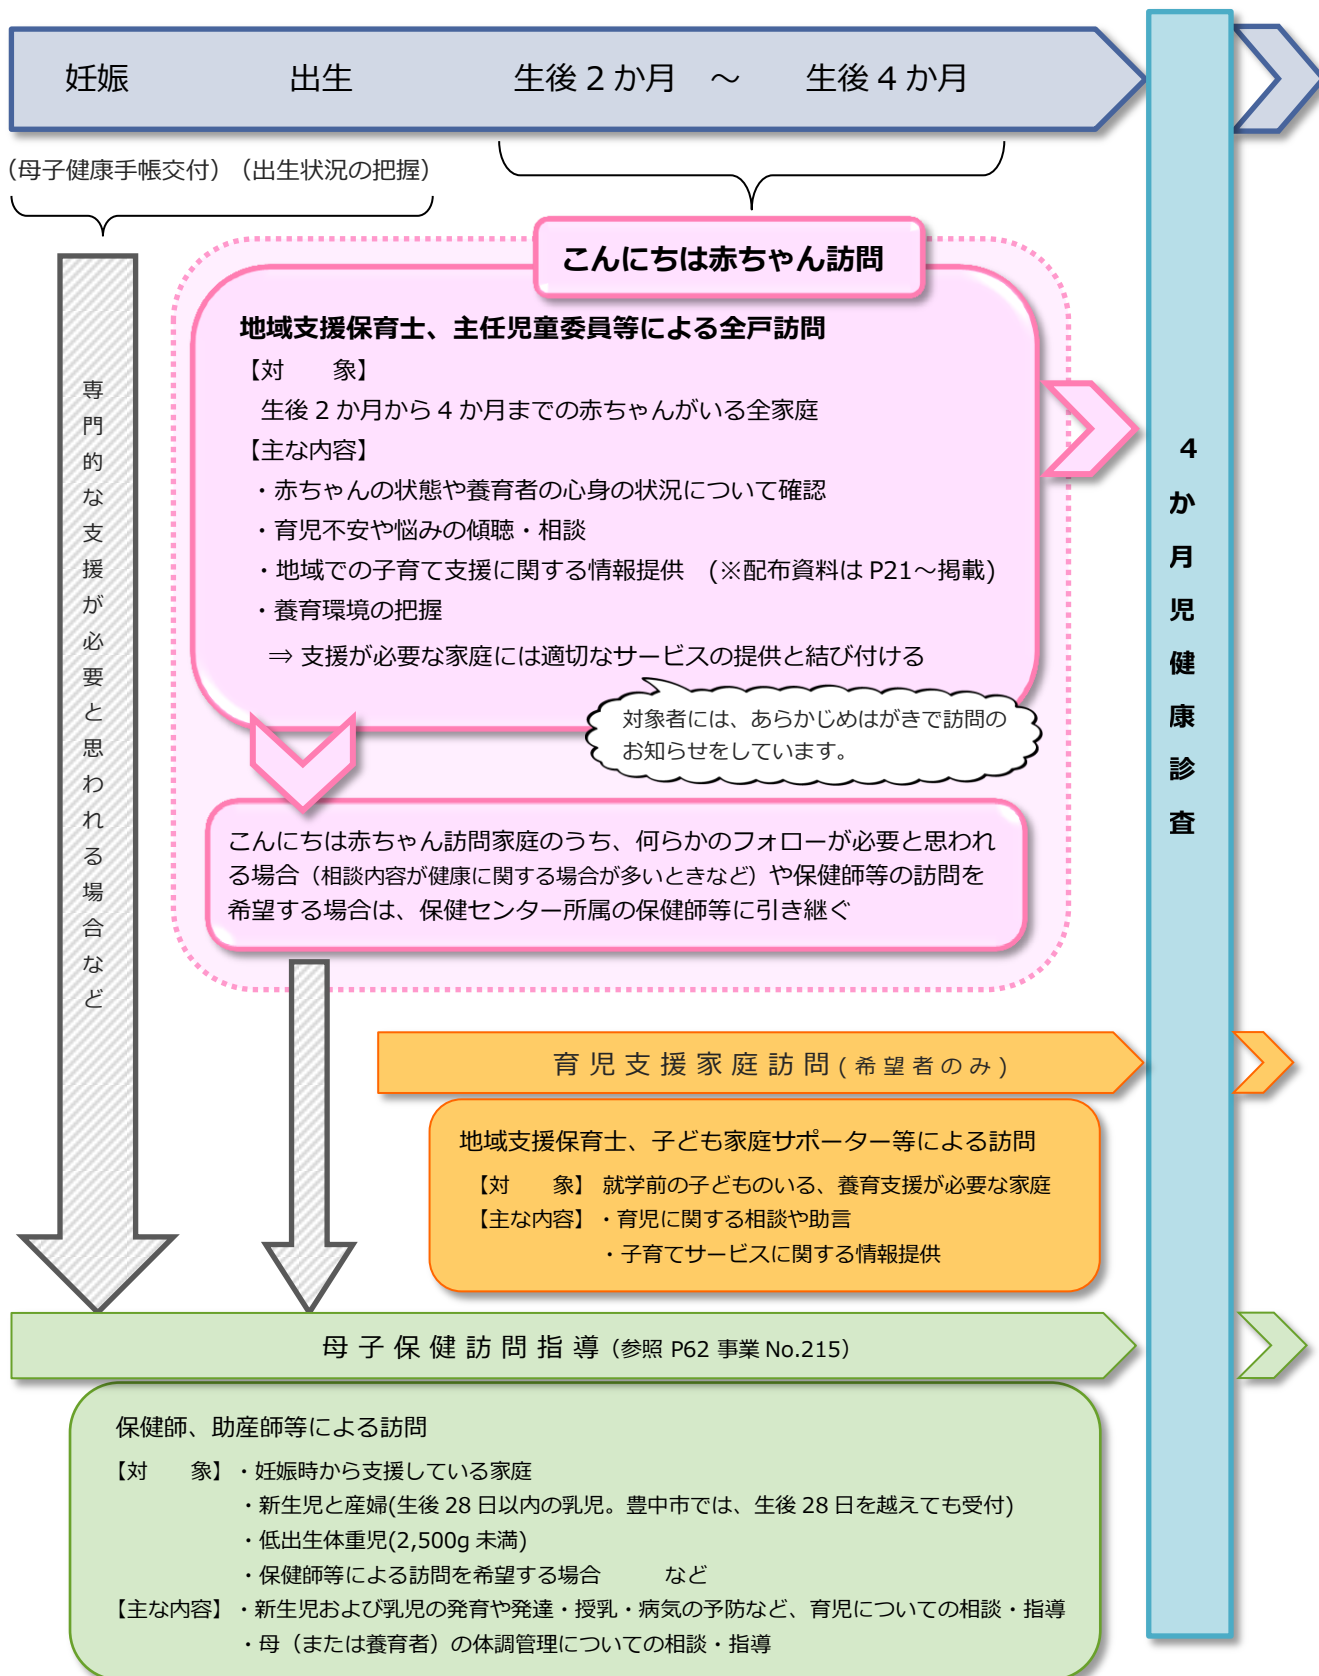 妊娠　出生　生後２か月　～　生後４か月
（母子健康手帳交付）（出生状況の把握）
こんにちは赤ちゃん訪問
地域支援保育士、主任児童委員等による全戸訪問
【対　　象】
生後２か月から４か月までの赤ちゃんがいる全家庭
【主な内容】
・赤ちゃんの状態や養育者の心身の状況について確認
・育児不安や悩みの傾聴・相談
・地域での子育て支援に関する情報提供　(※配布資料は P21～掲載)
・養育環境の把握
⇒ 支援が必要な家庭には適切なサービスの提供と結び付ける
対象者には、あらかじめはがきで訪問の
お知らせをしています。
こんにちは赤ちゃん訪問家庭のうち、何らかのフォローが必要と思われ
る場合（相談内容が健康に関する場合が多いときなど）や保健師等の訪問を
希望する場合は、保健センター所属の保健師等に引き継ぐ
専門的な支援が必要と思われる場合など
４か月児健康診査
育児支援家庭訪問(希望者のみ)
地域支援保育士、子ども家庭サポーター等による訪問
【対　　象】 就学前の子どものいる、養育支援が必要な家庭
【主な内容】・育児に関する相談や助言
・子育てサービスに関する情報提供
母子保健訪問指導（参照 P62 事業 No.215）
保健師、助産師等による訪問
【対　　象】・妊娠時から支援している家庭
・新生児と産婦(生後 28 日以内の乳児。豊中市では、生後 28 日を越えても受付)
・低出生体重児(2,500g 未満)
・保健師等による訪問を希望する場合　　など
【主な内容】・新生児および乳児の発育や発達・授乳・病気の予防など、育児についての相談・指導
・母（または養育者）の体調管理についての相談・指導